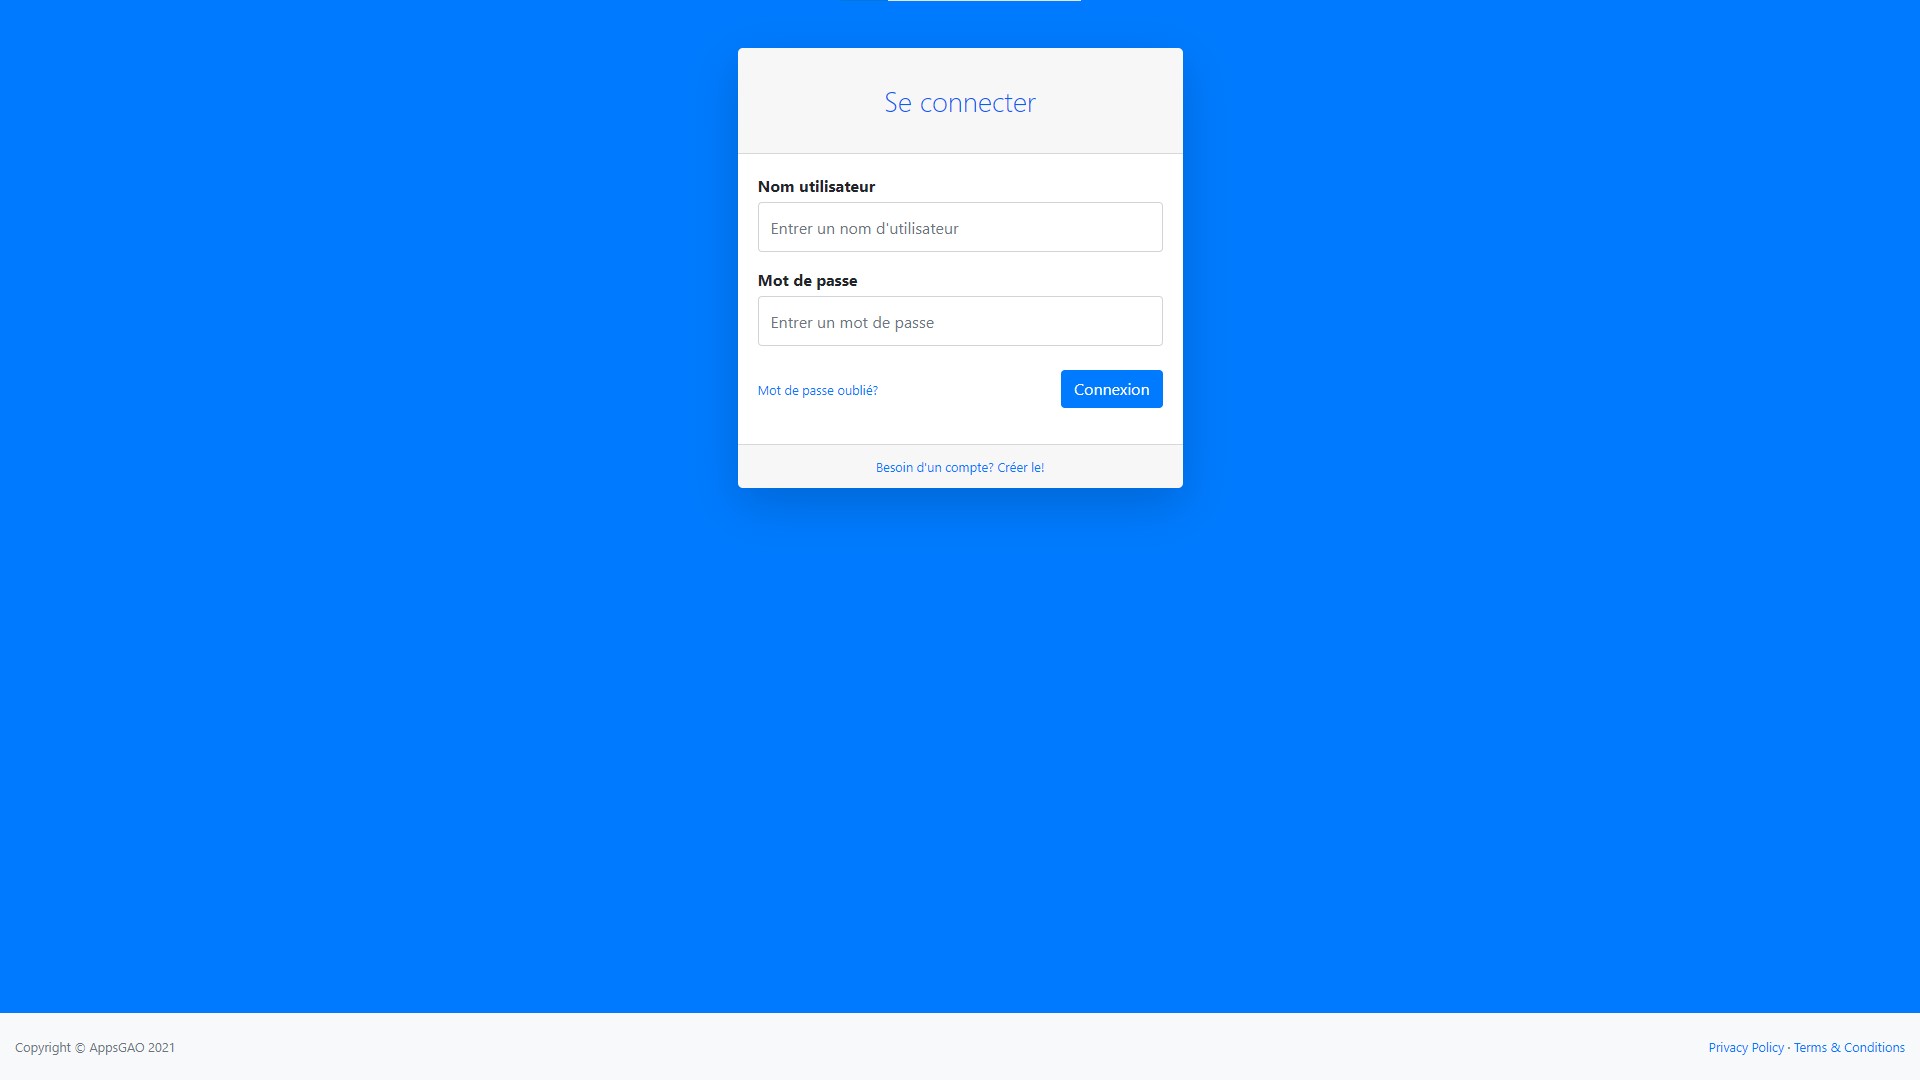 Se connecter
Nom utilisateur
Entrer un nom d'utilisateur
Mot de passe
Entrer un mot de passe
Mot de passe oublié?
Connexion
Besoin d'un compte? Créer le!
Copyright © AppsGAO 2021
Privacy Policy · Terms & Conditions